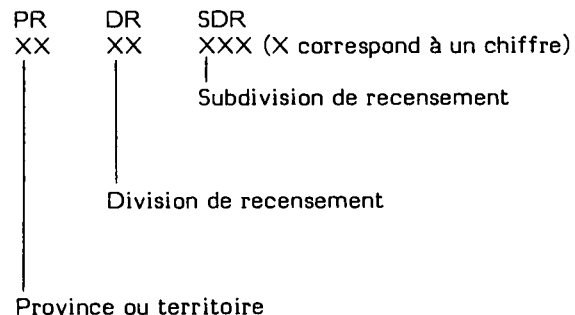 PR DR SDR
XX XX XXX (X correspond à un chiffre)
Subdivision de recensement
Division de recensement
Province ou territoire